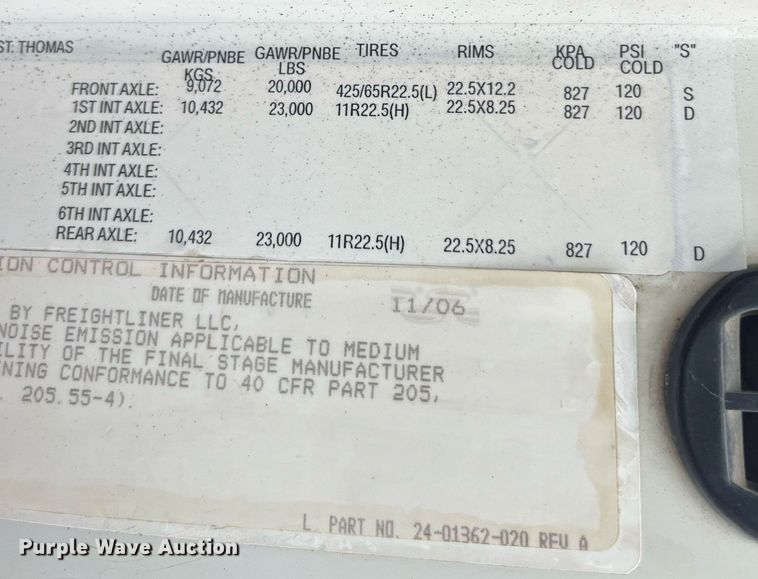 ST. THOMAS
GAWR/PNBE KGS GAWR/PNBE LBS TIRES RIMS KPA COLD PSI COLD "S"
FRONT AXLE: 9,072 20,000 425/65R22.5(L) 22.5X12.2 827 120 S
1ST INT AXLE: 10,432 23,000 11R22.5(H) 22.5X8.25 827 120 D
2ND INT AXLE:
3RD INT AXLE:
4TH INT AXLE:
5TH INT AXLE:
6TH INT AXLE:
REAR AXLE: 10,432 23,000 11R22.5(H) 22.5X8.25 827 120 D
ION CONTROL INFORMATION
DATE OF MANUFACTURE 11/06
BY FREIGHTLINER LLC,
NOISE EMISSION APPLICABLE TO MEDIUM
ILITY OF THE FINAL STAGE MANUFACTURER
NING CONFORMANCE TO 40 CFR PART 205,
. 205.55-4).
L PART NO. 24-01362-020 REV A
Purple Wave Auction